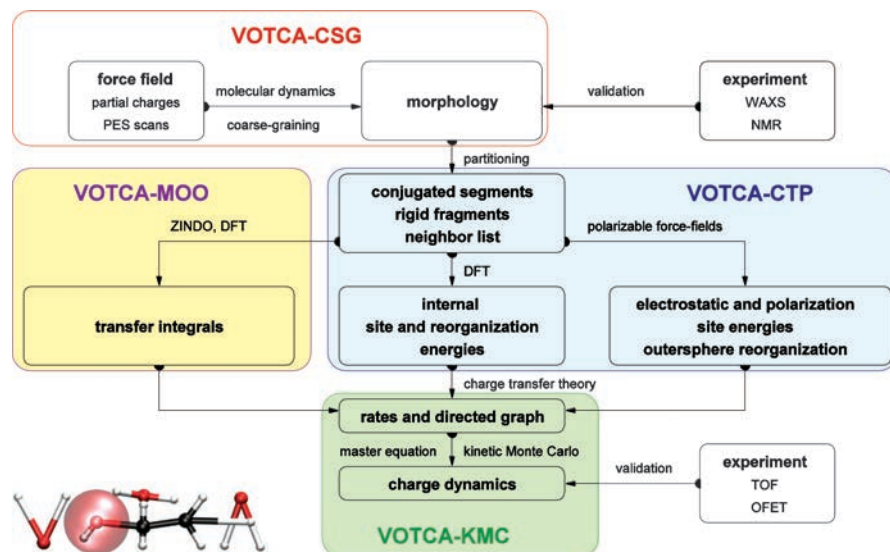 VOTCA-CSG
force field
partial charges
PES scans
molecular dynamics
coarse-graining
morphology
validation
experiment
WAXS
NMR
partitioning
VOTCA-MOO
VOTCA-CTP
conjugated segments
rigid fragments
neighbor list
ZINDO, DFT
polarizable force-fields
DFT
transfer integrals
internal
site and reorganization
energies
electrostatic and polarization
site energies
outersphere reorganization
charge transfer theory
rates and directed graph
master equation
kinetic Monte Carlo
charge dynamics
validation
experiment
TOF
OFET
VOTCA-KMC